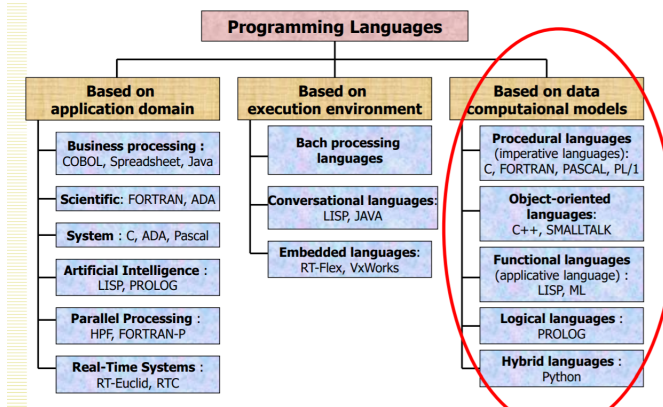 Programming Languages
Based on
application domain
Business processing :
COBOL, Spreadsheet, Java
Scientific: FORTRAN, ADA
System : C, ADA, Pascal
Artificial Intelligence :
LISP, PROLOG
Parallel Processing :
HPF, FORTRAN-P
Real-Time Systems :
RT-Euclid, RTC
Based on
execution environment
Bach processing
languages
Conversational languages:
LISP, JAVA
Embedded languages:
RT-Flex, VxWorks
Based on data
computaional models
Procedural languages
(imperative languages):
C, FORTRAN, PASCAL, PL/1
Object-oriented
languages:
C++, SMALLTALK
Functional languages
(applicative language) :
LISP, ML
Logical languages :
PROLOG
Hybrid languages :
Python